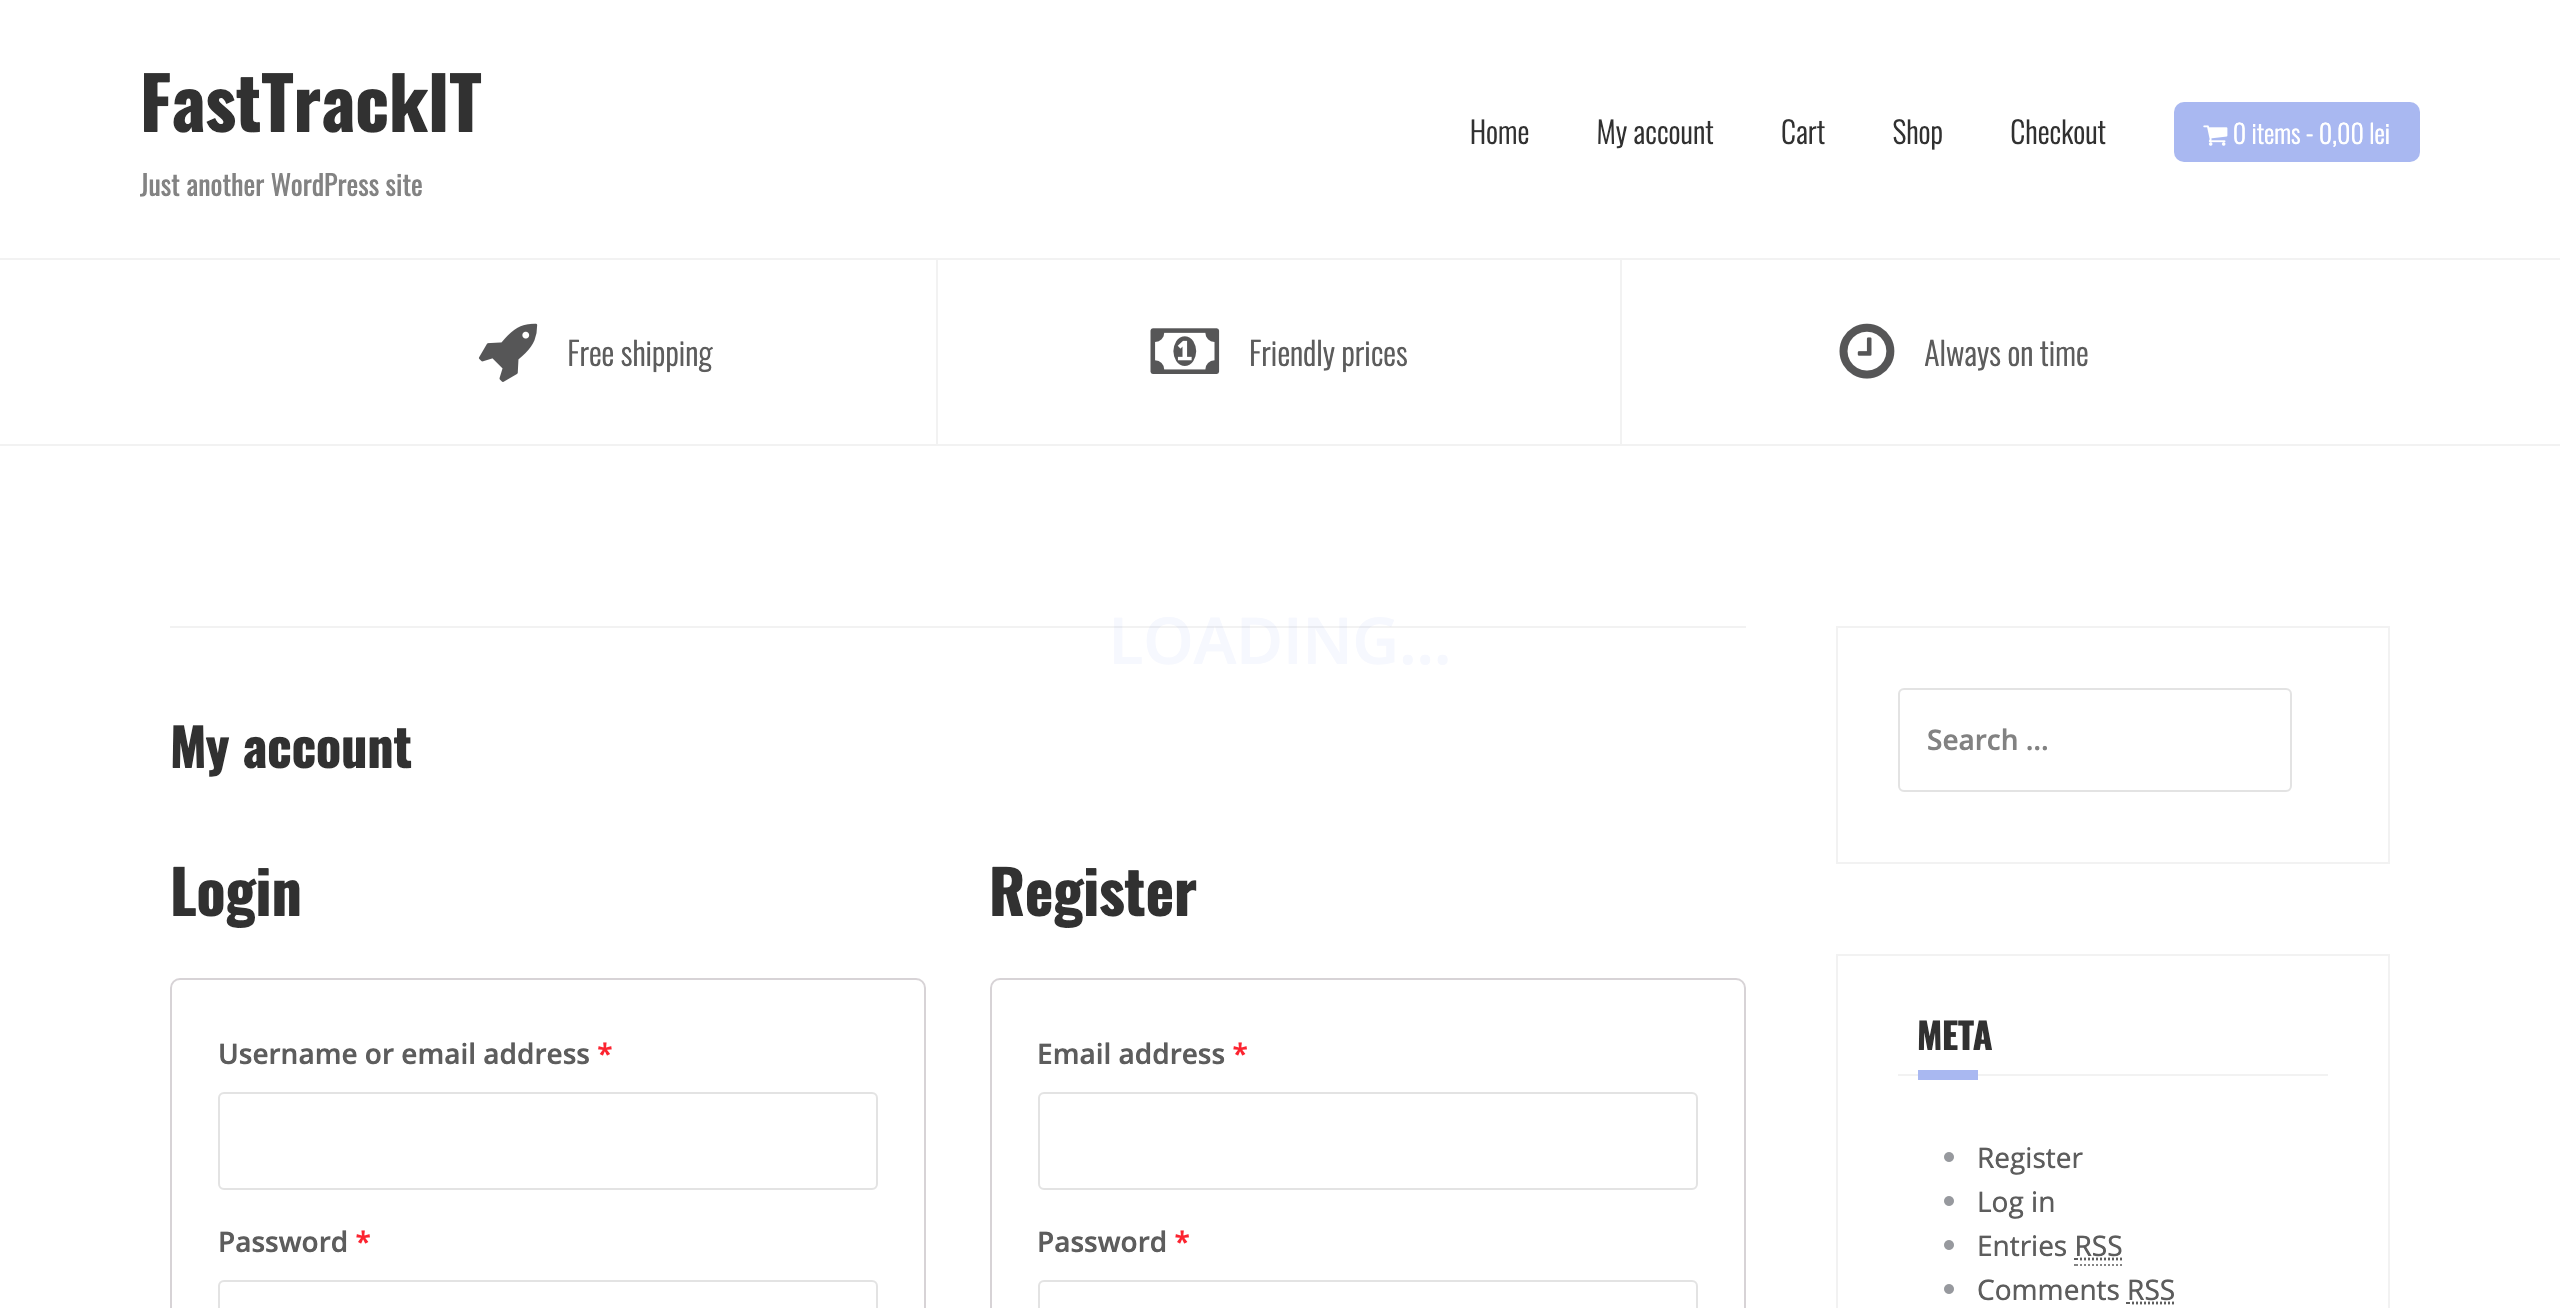 FastTrackIT
Just another WordPress site
Home My account Cart Shop Checkout 0 items - 0,00 lei
Free shipping Friendly prices Always on time
LOADING...
My account
Login
Username or email address *
Password *
Register
Email address *
Password *
Search ...
META
Register
Log in
Entries RSS
Comments RSS